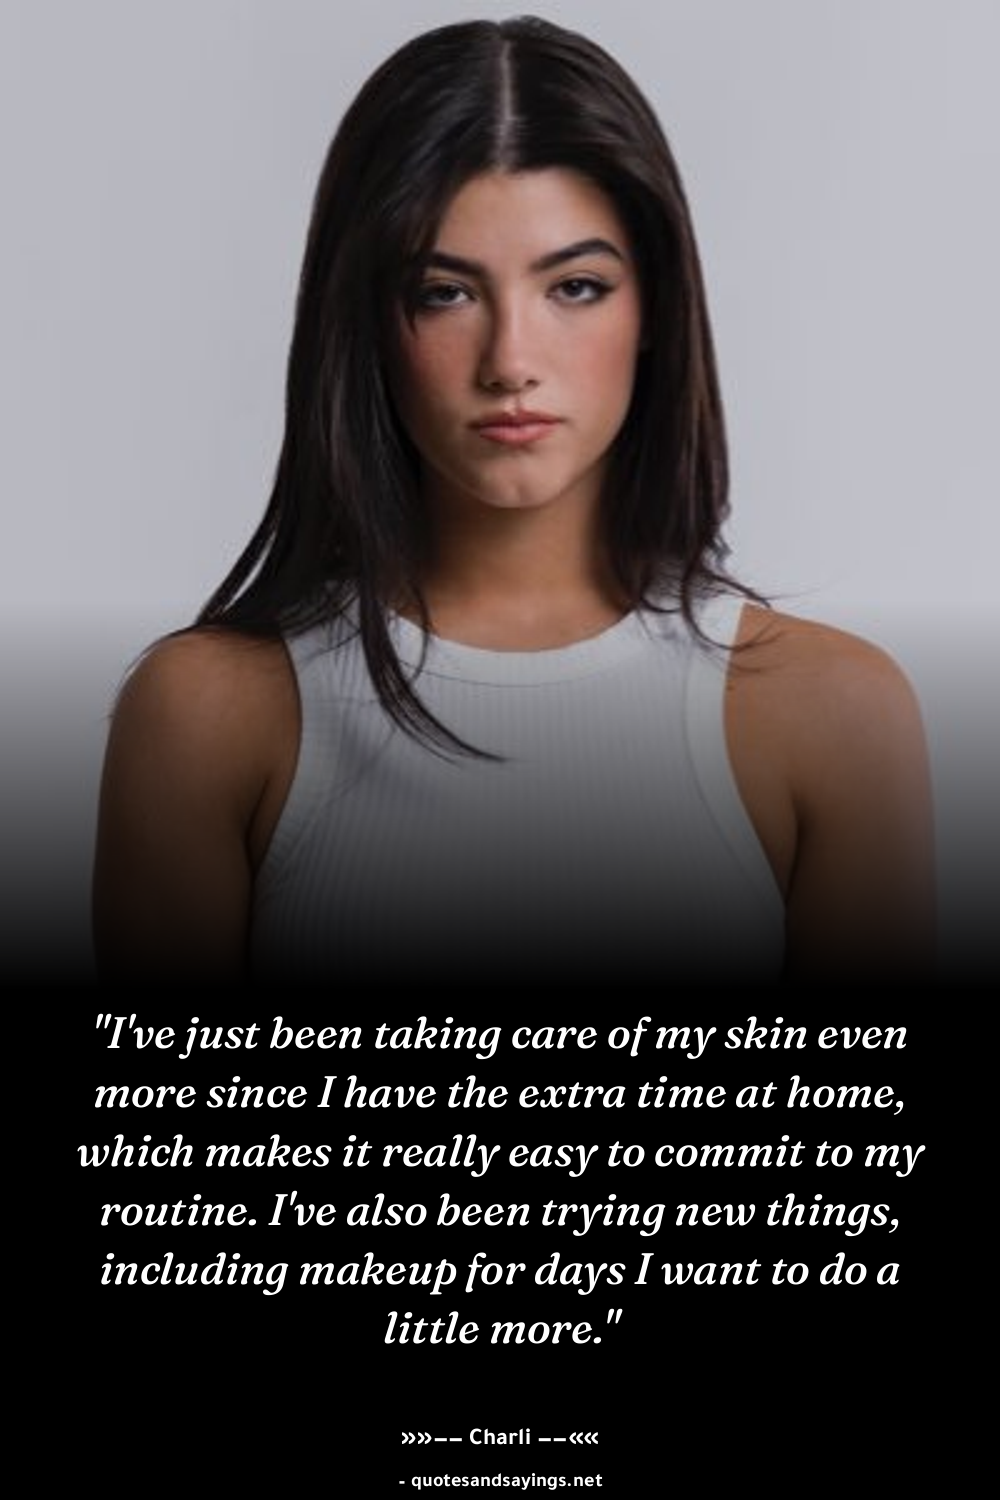 "I've just been taking care of my skin even
more since I have the extra time at home,
which makes it really easy to commit to my
routine. I've also been trying new things,
including makeup for days I want to do a
little more."
»»−− Charli −−««
- quotesandsayings.net